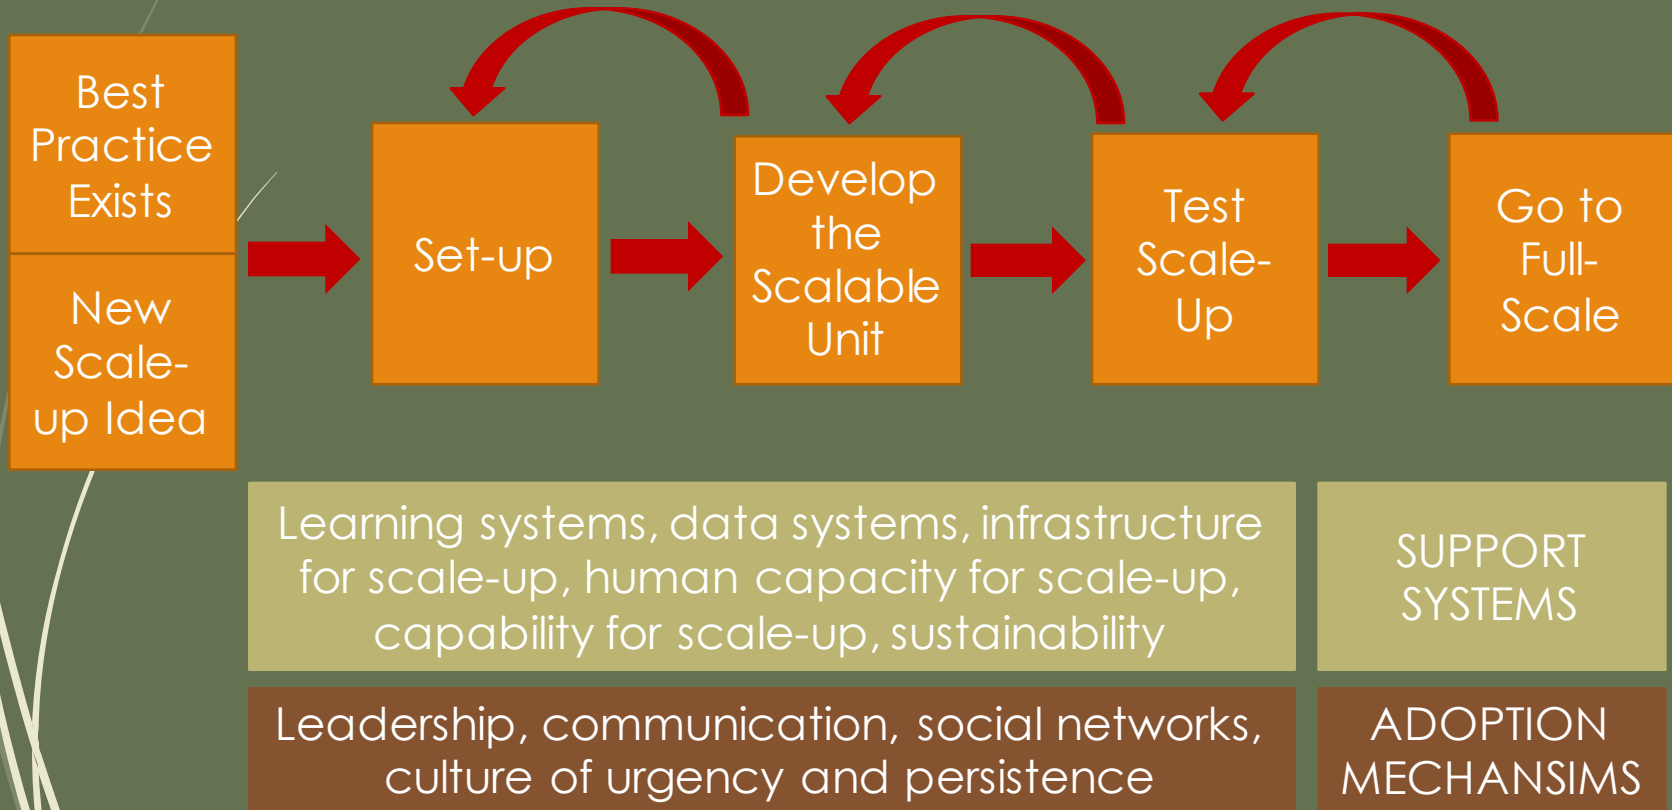 Best
Practice
Exists
New
Scale-
up Idea
Set-up
Develop
the
Scalable
Unit
Test
Scale-
Up
Go to
Full-
Scale
Learning systems, data systems, infrastructure
for scale-up, human capacity for scale-up,
capability for scale-up, sustainability
SUPPORT
SYSTEMS
Leadership, communication, social networks,
culture of urgency and persistence
ADOPTION
MECHANSIMS